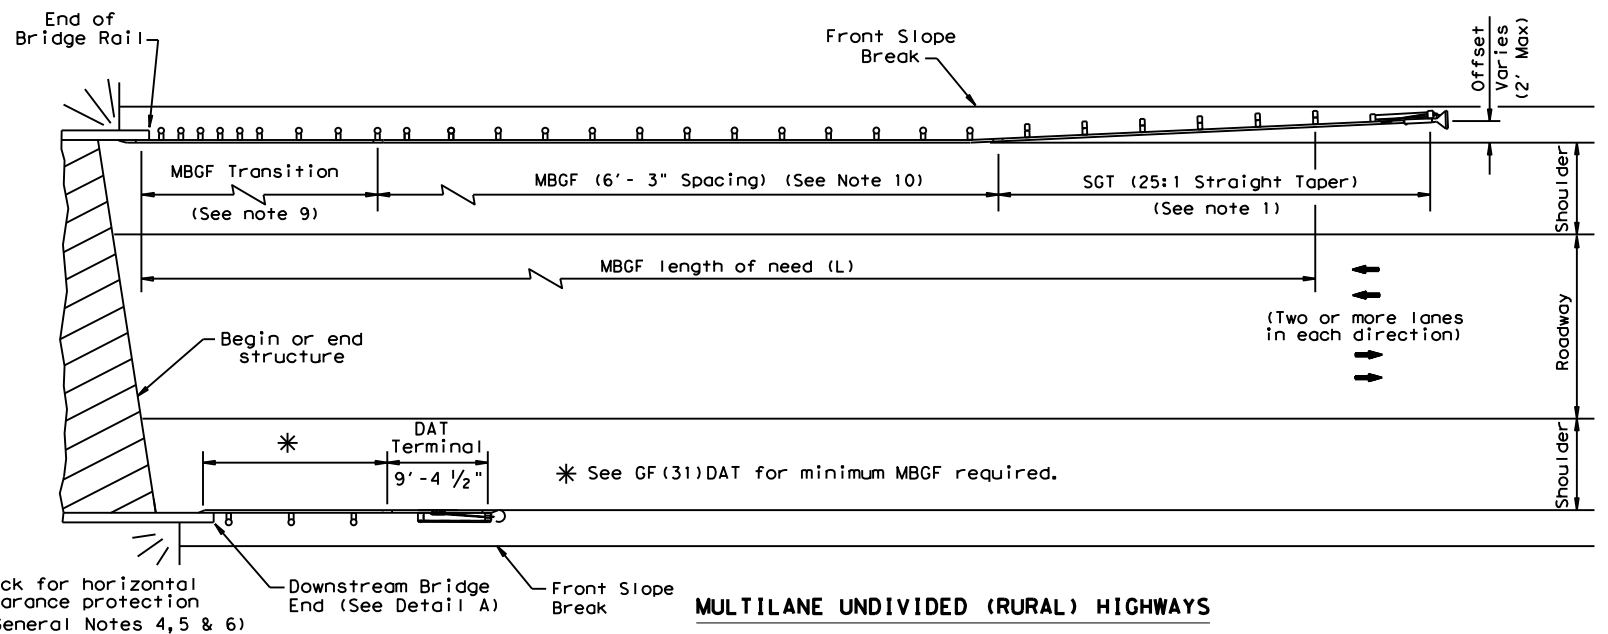 End of
Bridge Rail
Front Slope
Break
Offset
Varies
(2' Max)
MBGF Transition
(See note 9)
MBGF (6'- 3" Spacing) (See Note 10)
SGT (25:1 Straight Taper)
(See note 1)
Shoulder
MBGF length of need (L)
(Two or more lanes
in each direction)
Roadway
Begin or end
structure
DAT
Terminal
9'-4 1/2"
✳
✳ See GF(31)DAT for minimum MBGF required.
Shoulder
ck for horizontal
arance protection
General Notes 4,5 & 6)
Downstream Bridge
End (See Detail A)
Front Slope
Break
MULTILANE UNDIVIDED (RURAL) HIGHWAYS